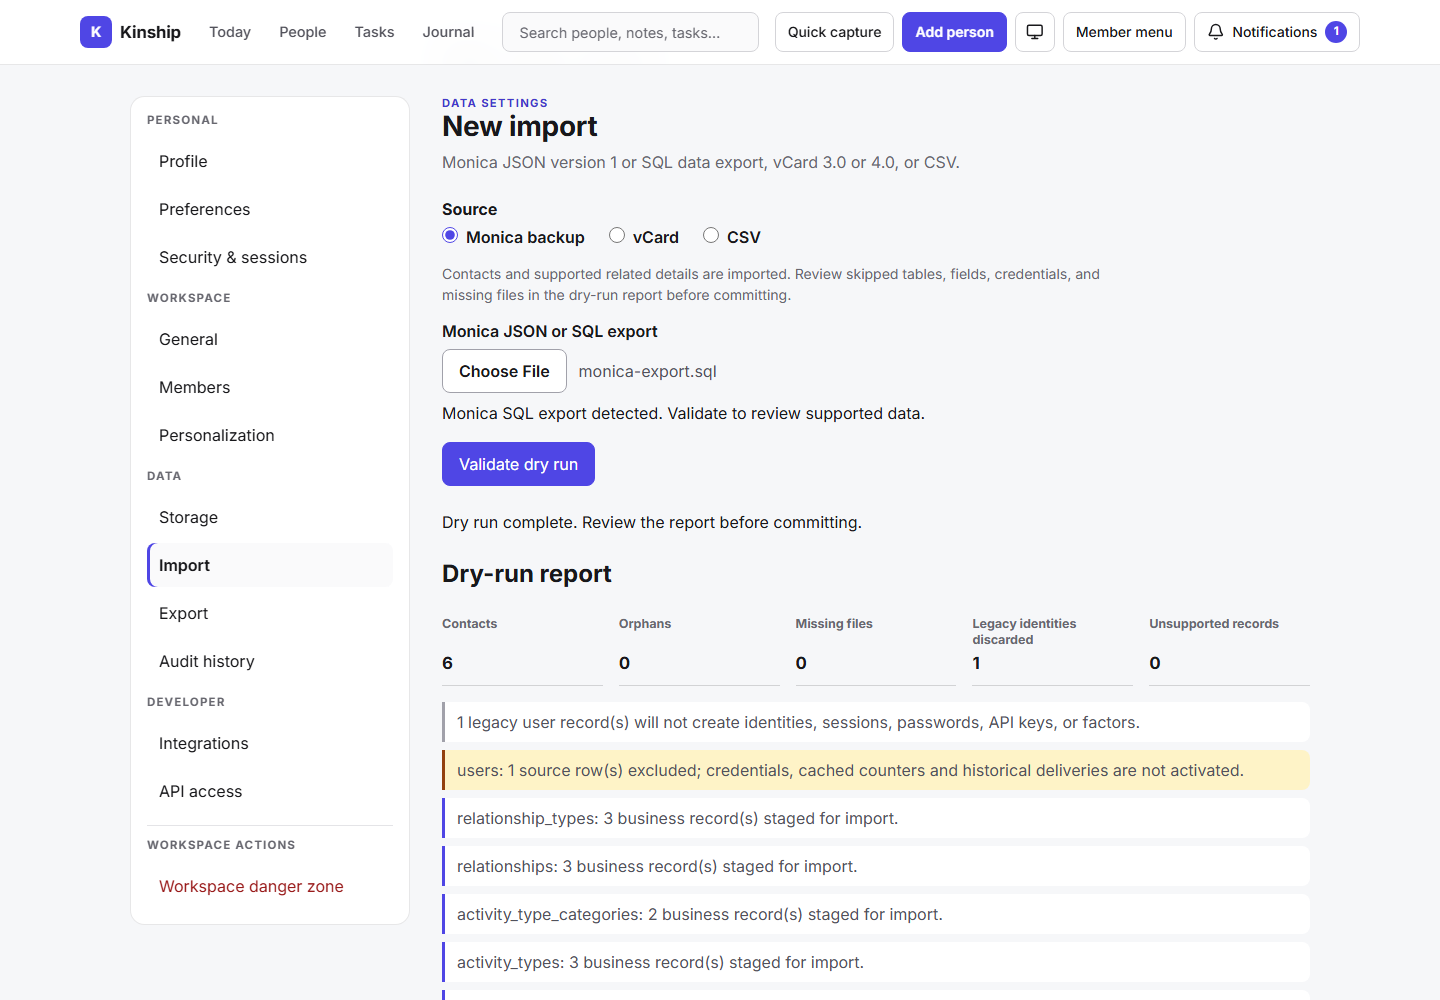 K Kinship Today People Tasks Journal Search people, notes, tasks... Quick capture Add person Member menu Notifications 1
PERSONAL
Profile
Preferences
Security & sessions
WORKSPACE
General
Members
Personalization
DATA
Storage
Import
Export
Audit history
DEVELOPER
Integrations
API access
WORKSPACE ACTIONS
Workspace danger zone
DATA SETTINGS
New import
Monica JSON version 1 or SQL data export, vCard 3.0 or 4.0, or CSV.
Source
Monica backup vCard CSV
Contacts and supported related details are imported. Review skipped tables, fields, credentials, and
missing files in the dry-run report before committing.
Monica JSON or SQL export
Choose File monica-export.sql
Monica SQL export detected. Validate to review supported data.
Validate dry run
Dry run complete. Review the report before committing.
Dry-run report
Contacts
6
Orphans
0
Missing files
0
Legacy identities
discarded
1
Unsupported records
0
1 legacy user record(s) will not create identities, sessions, passwords, API keys, or factors.
users: 1 source row(s) excluded; credentials, cached counters and historical deliveries are not activated.
relationship_types: 3 business record(s) staged for import.
relationships: 3 business record(s) staged for import.
activity_type_categories: 2 business record(s) staged for import.
activity_types: 3 business record(s) staged for import.